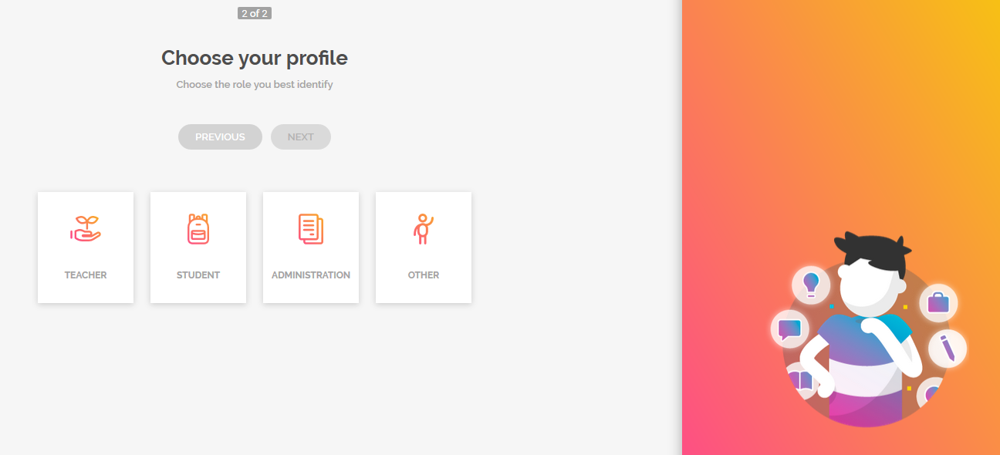 2 of 2
Choose your profile
Choose the role you best identify
PREVIOUS NEXT
TEACHER STUDENT ADMINISTRATION OTHER